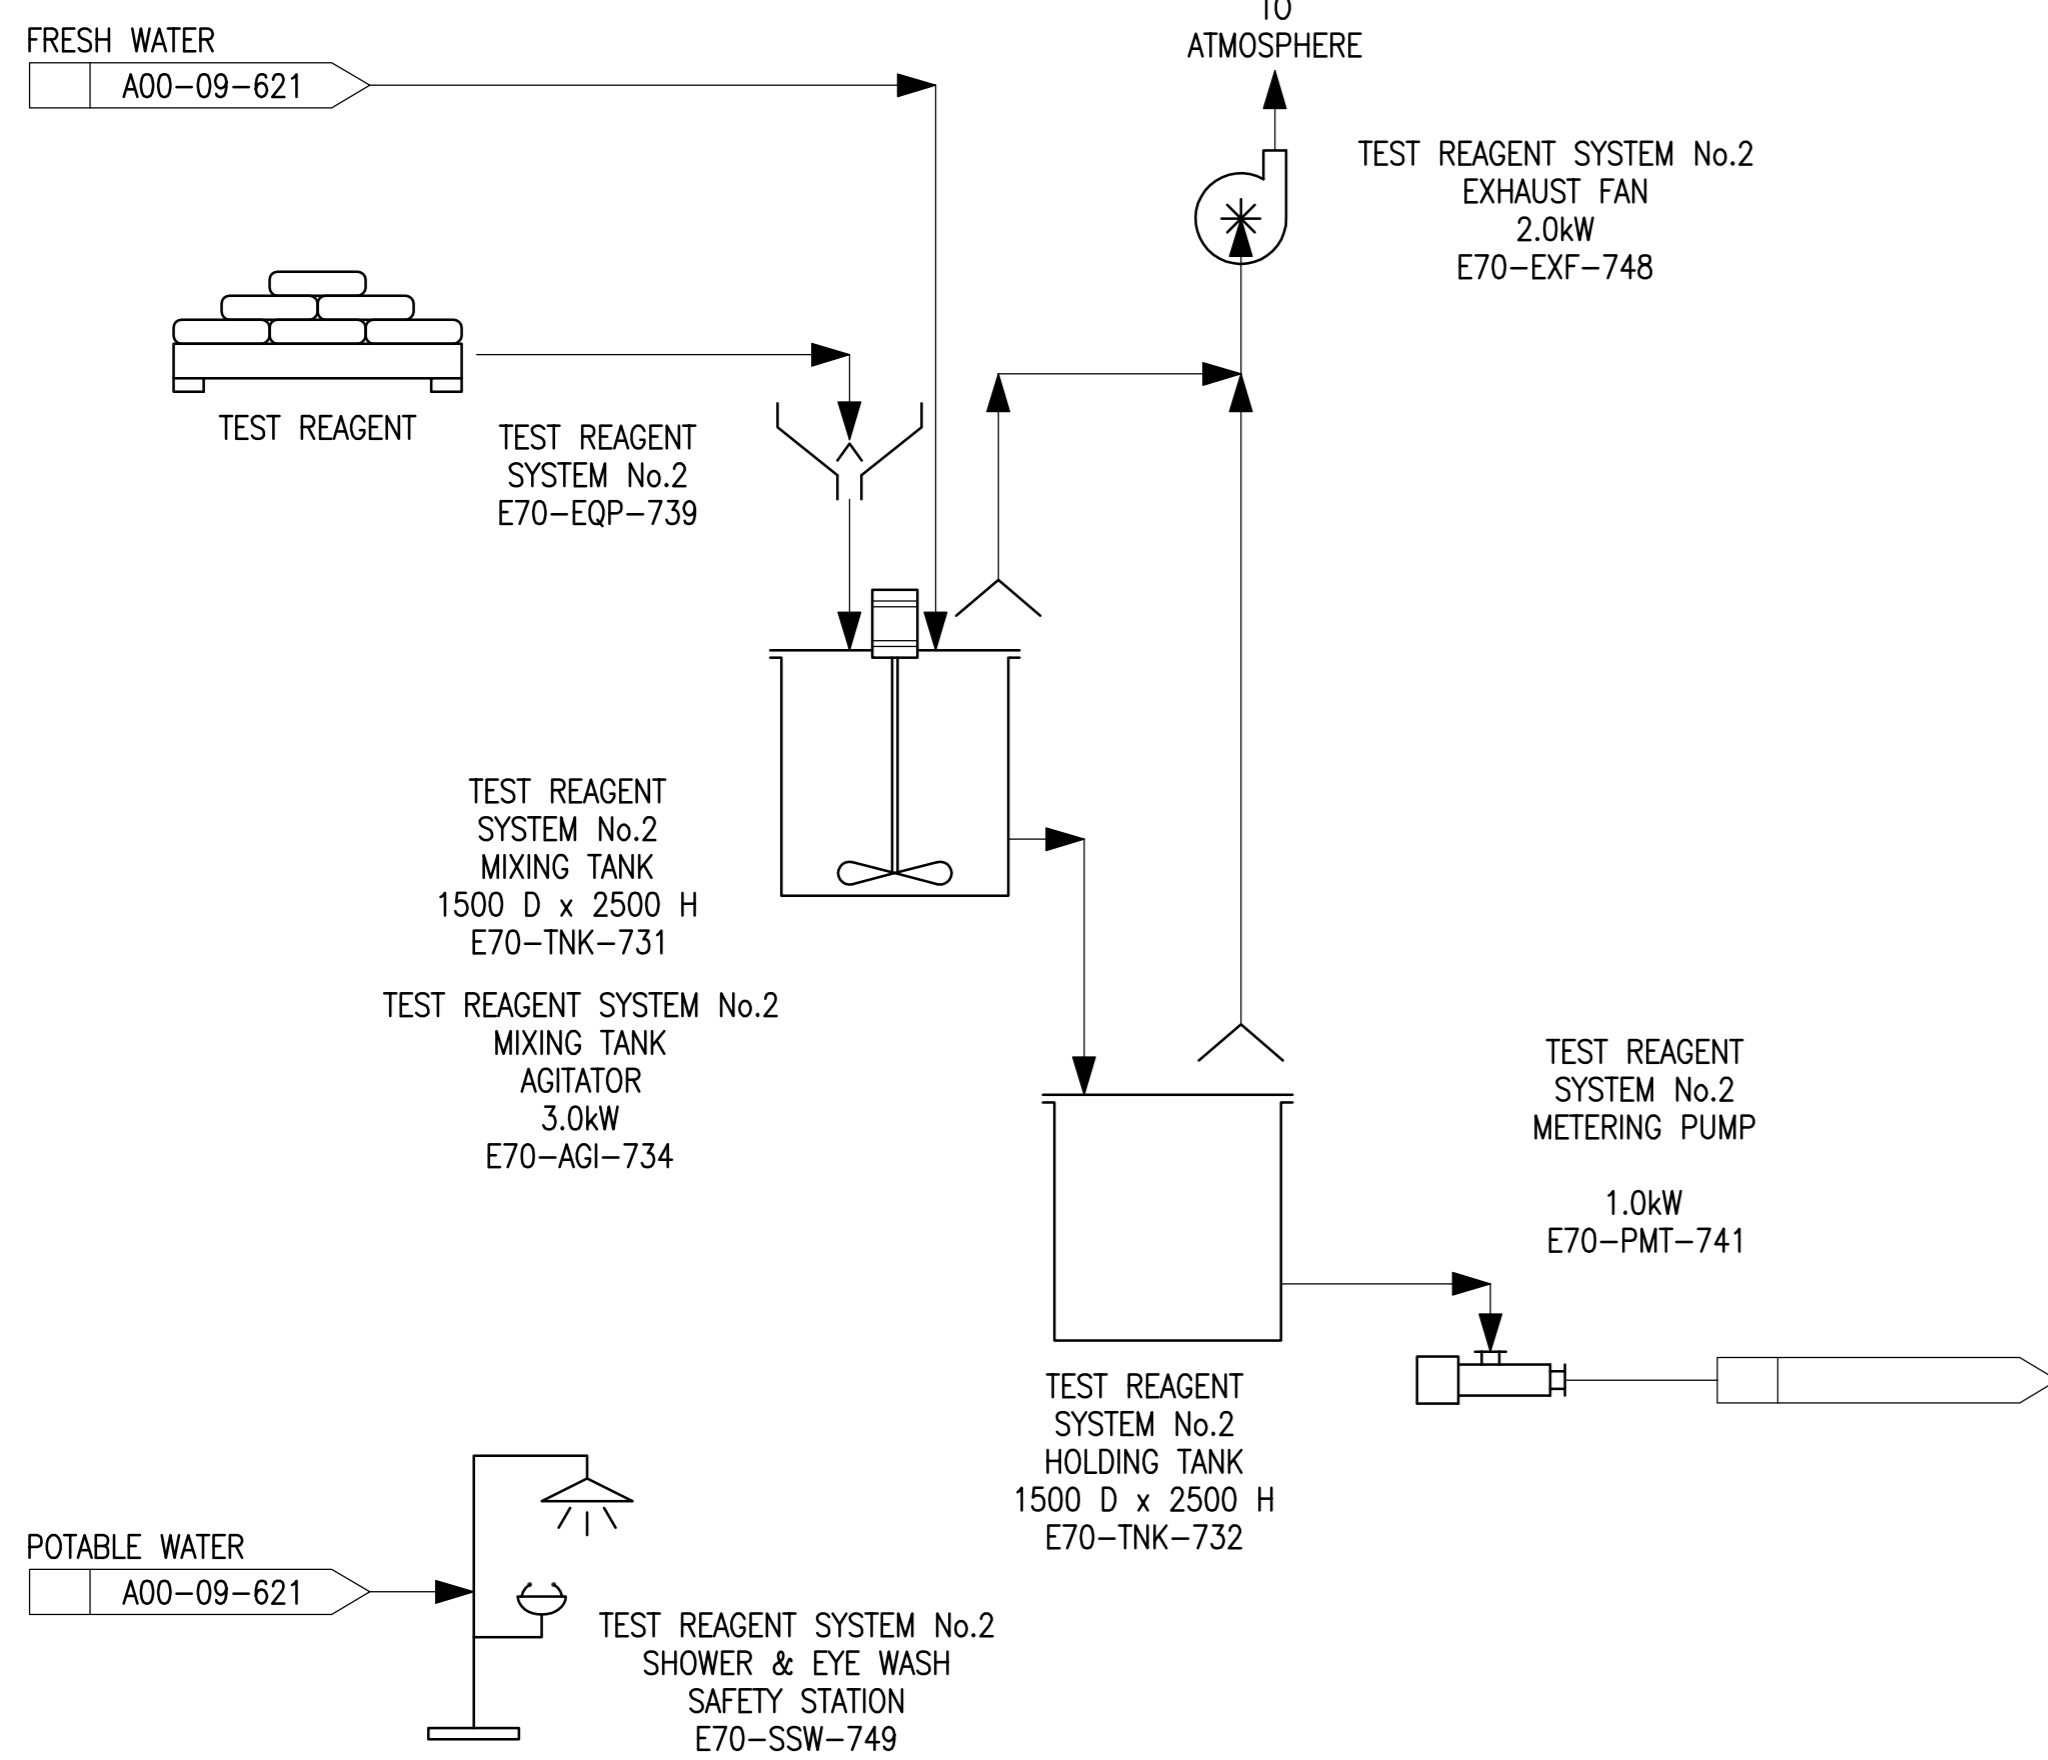 FRESH WATER
A00-09-621
TO
ATMOSPHERE
TEST REAGENT SYSTEM No.2
EXHAUST FAN
2.0kW
E70-EXF-748
TEST REAGENT
TEST REAGENT
SYSTEM No.2
E70-EQP-739
TEST REAGENT
SYSTEM No.2
MIXING TANK
1500 D x 2500 H
E70-TNK-731
TEST REAGENT SYSTEM No.2
MIXING TANK
AGITATOR
3.0kW
E70-AGI-734
TEST REAGENT
SYSTEM No.2
METERING PUMP
1.0kW
E70-PMT-741
TEST REAGENT
SYSTEM No.2
HOLDING TANK
1500 D x 2500 H
E70-TNK-732
POTABLE WATER
A00-09-621
TEST REAGENT SYSTEM No.2
SHOWER & EYE WASH
SAFETY STATION
E70-SSW-749